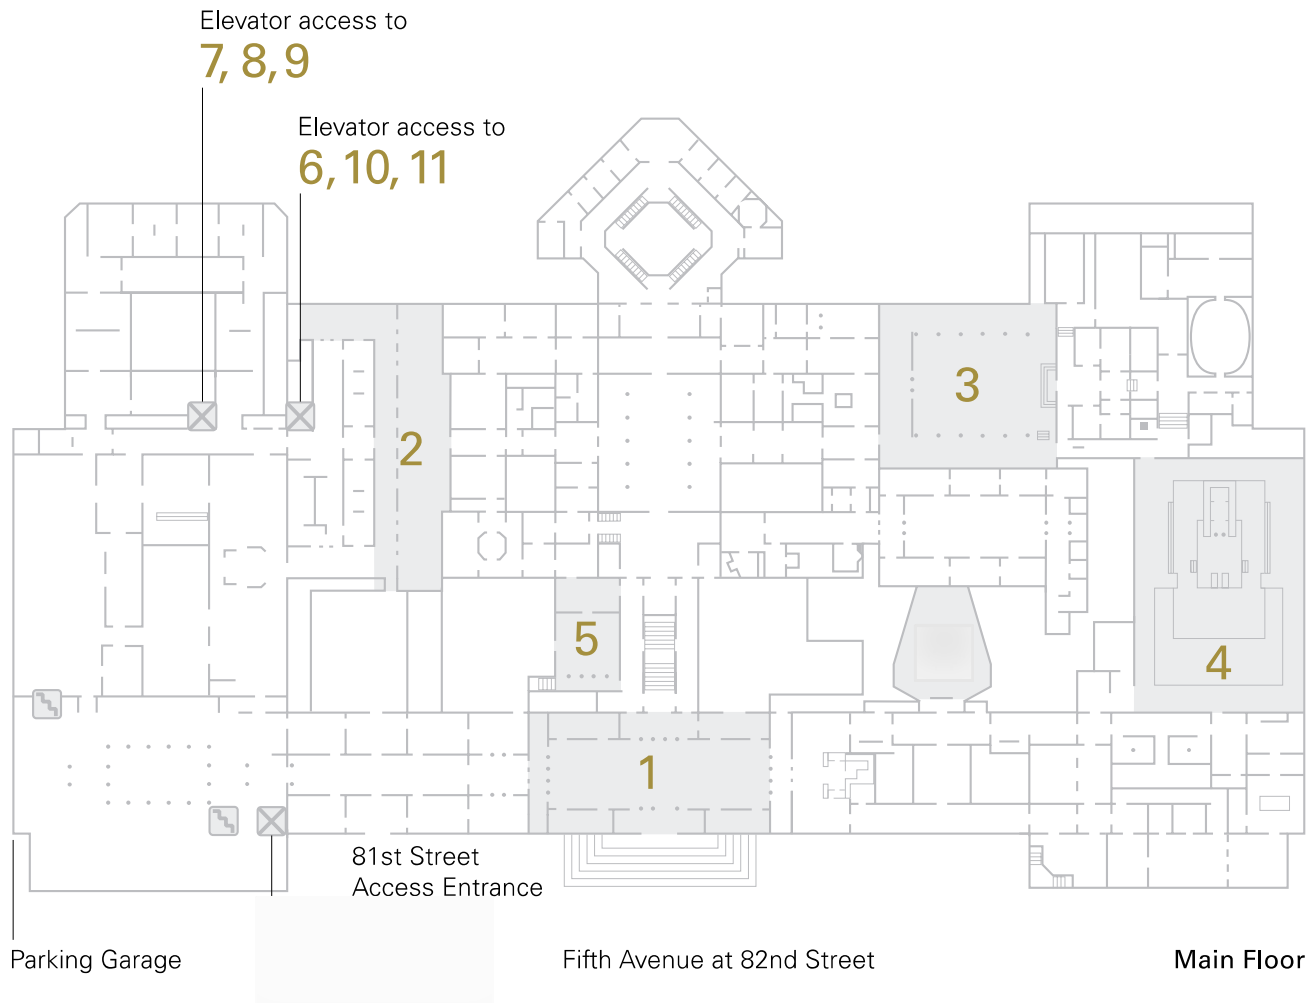 Elevator access to
7, 8, 9
Elevator access to
6, 10, 11
3
2
4
5
1
81st Street
Access Entrance
Parking Garage
Fifth Avenue at 82nd Street
Main Floor